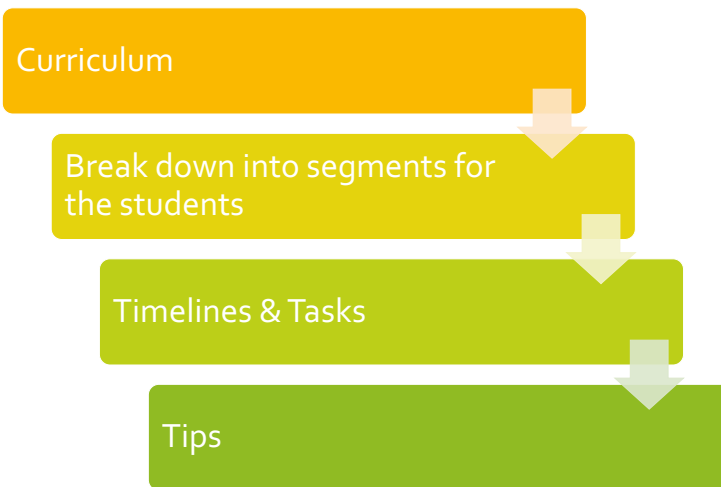 Curriculum
Break down into segments for
the students
Timelines & Tasks
Tips